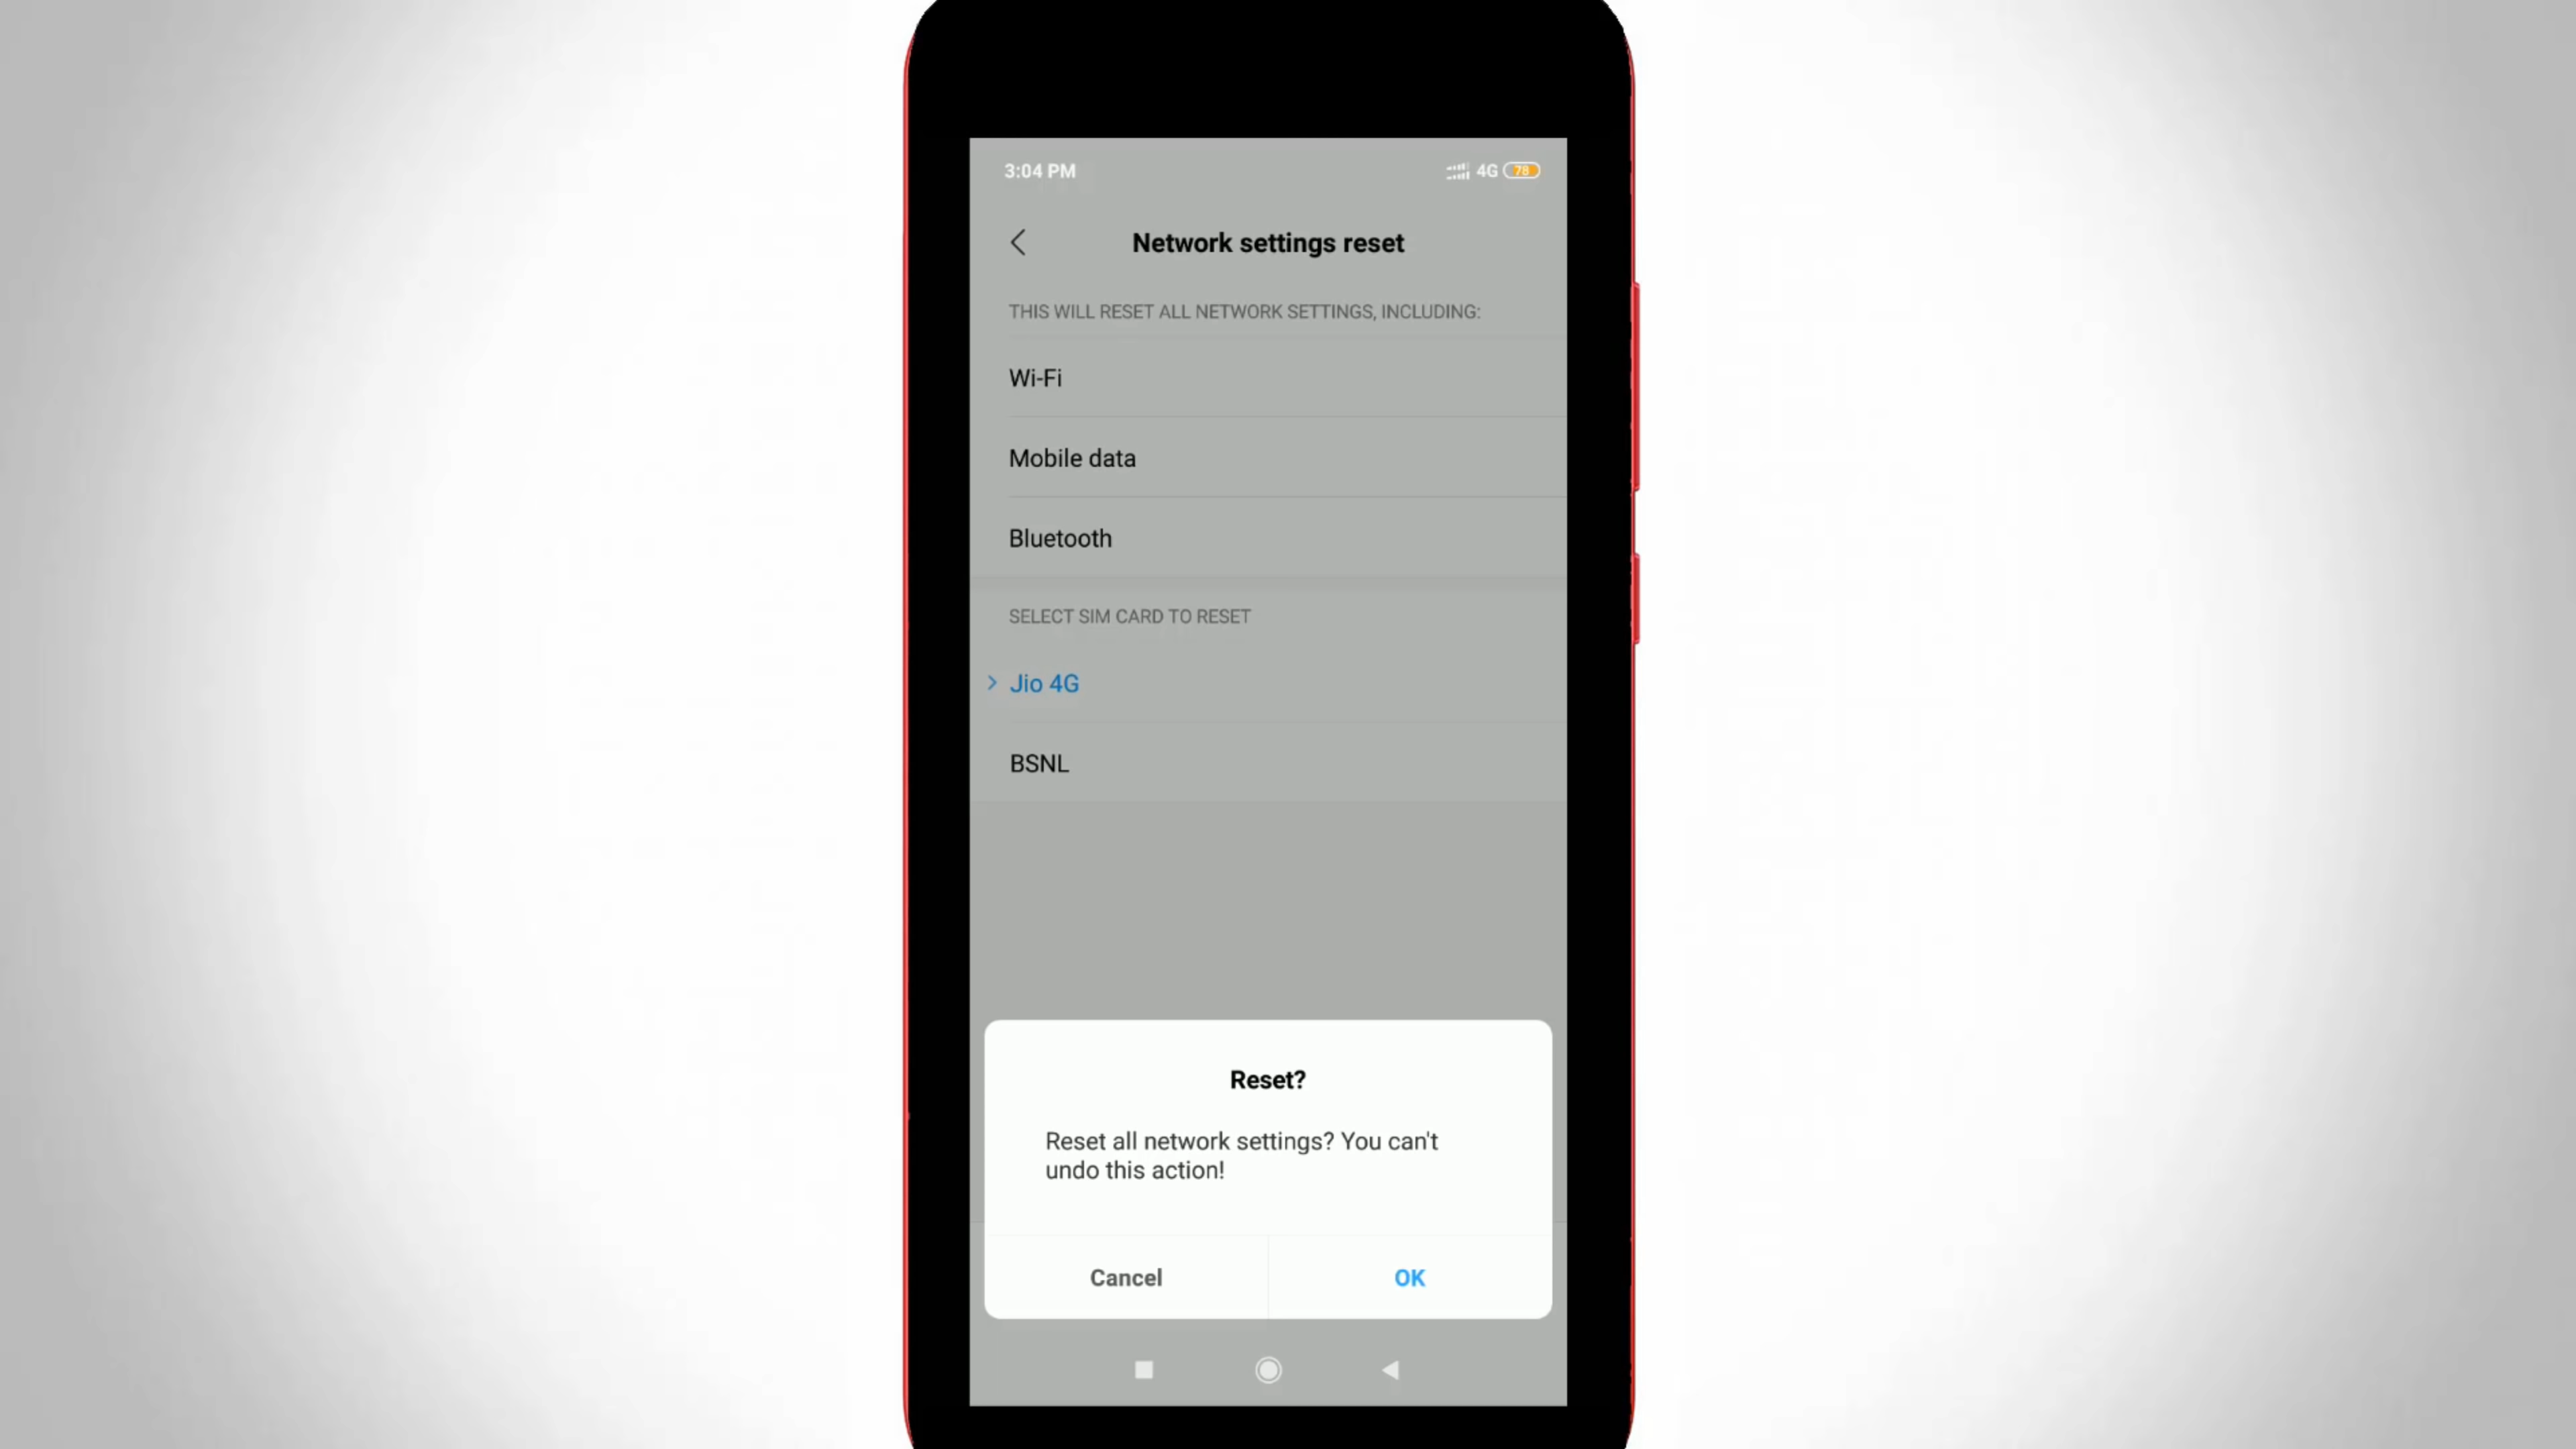 3:04 PM
4G 78
Network settings reset
THIS WILL RESET ALL NETWORK SETTINGS, INCLUDING:
Wi-Fi
Mobile data
Bluetooth
SELECT SIM CARD TO RESET
Jio 4G
BSNL
Reset?
Reset all network settings? You can't
undo this action!
Cancel
OK